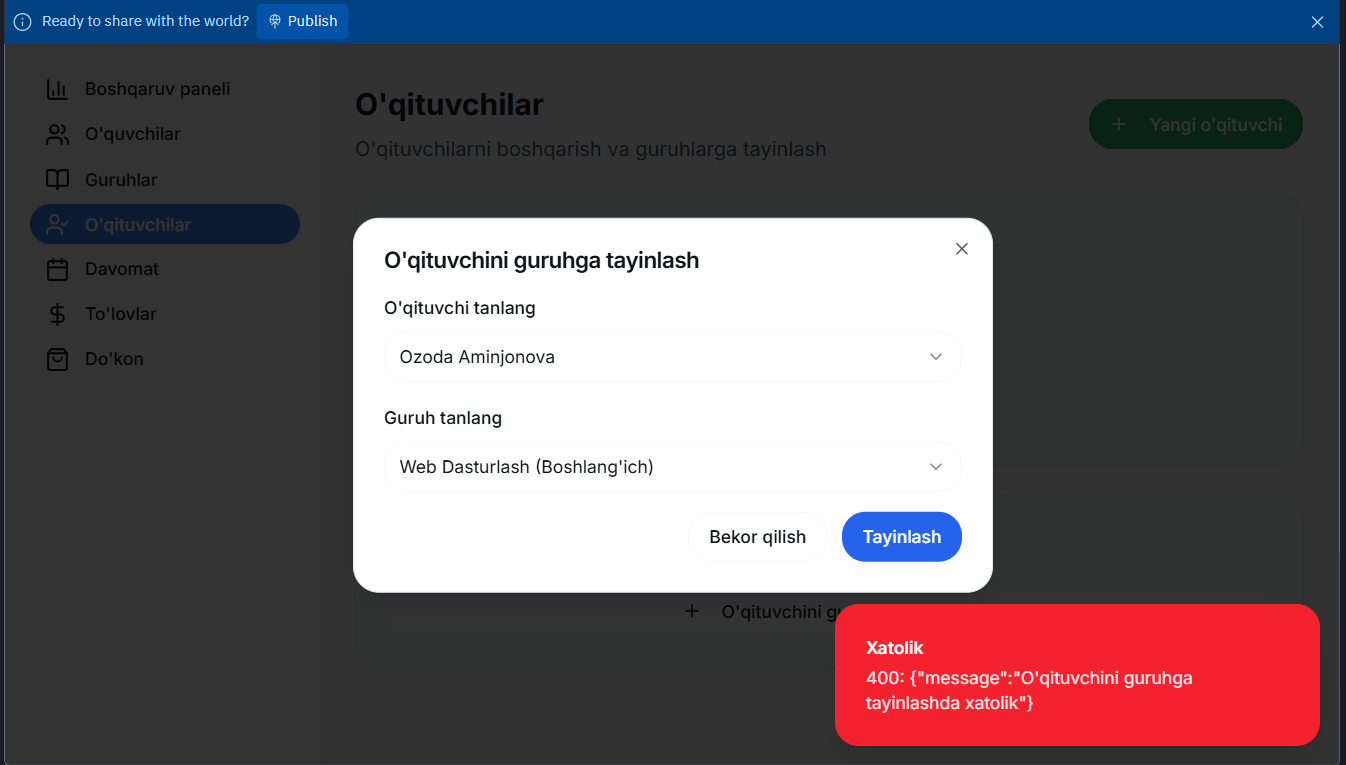 Ready to share with the world? Publish
Boshqaruv paneli
O'quvchilar
Guruhlar
O'qituvchilar
Davomat
To'lovlar
Do'kon
O'qituvchilar
O'qituvchilarni boshqarish va guruhlarga tayinlash
Yangi o'qituvchi
O'qituvchini guruhga tayinlash
O'qituvchi tanlang
Ozoda Aminjonova
Guruh tanlang
Web Dasturlash (Boshlang'ich)
Bekor qilish
Tayinlash
O'qituvchini
Xatolik
400: {"message":"O'qituvchini guruhga
tayinlashda xatolik"}